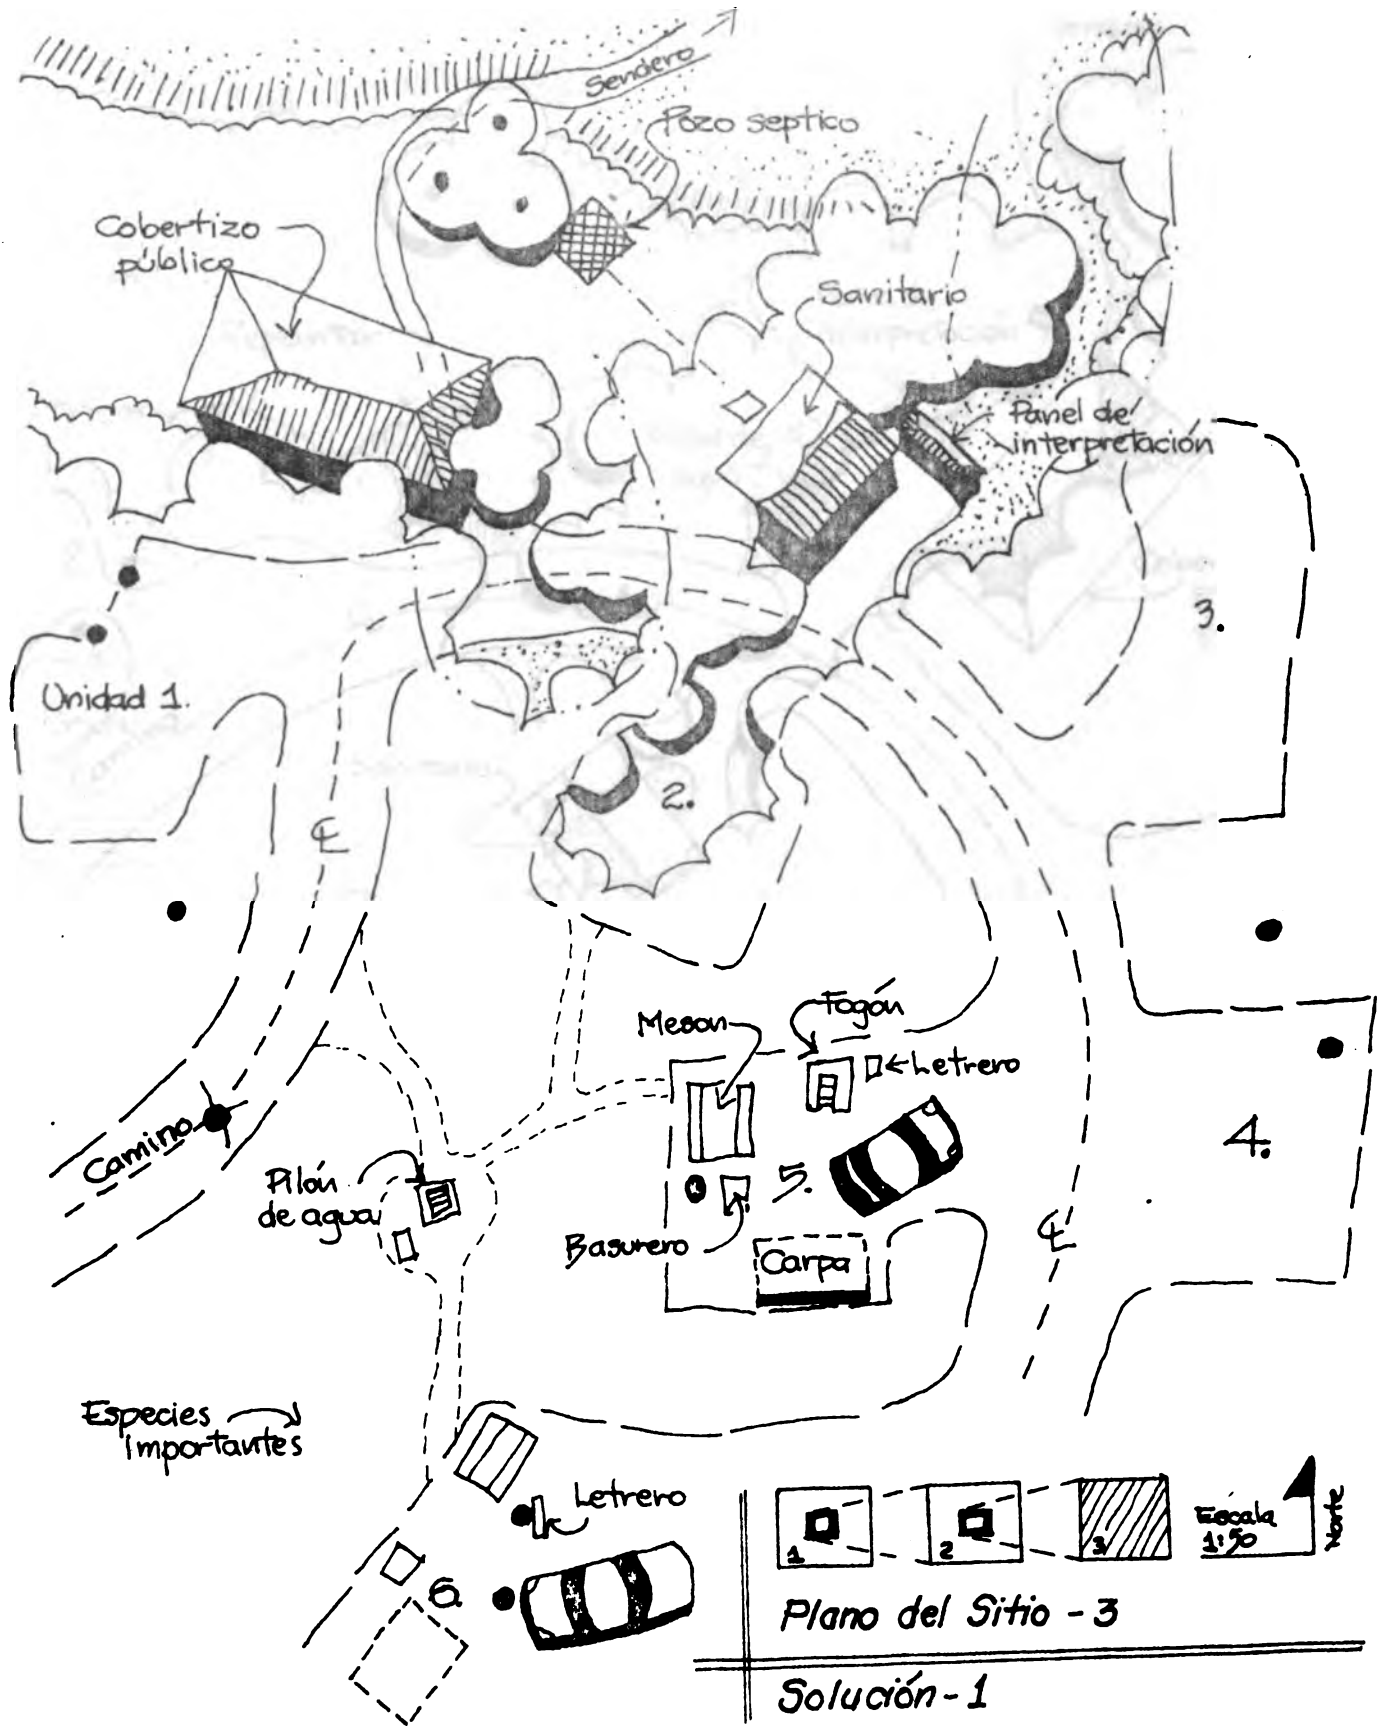 Sendero
Pozo septico
Cobertizo
público
Sanitario
Panel de
interpretación
3.
Unidad 1.
2.
℄
Fogón
Meson
Letrero
Camino
4.
Pilón
de agua
5.
Basurero
℄
Carpa
Especies
importantes
Letrero
6.
1
2
3
Escala
1:50
Norte
Plano del Sitio - 3
Solución - 1